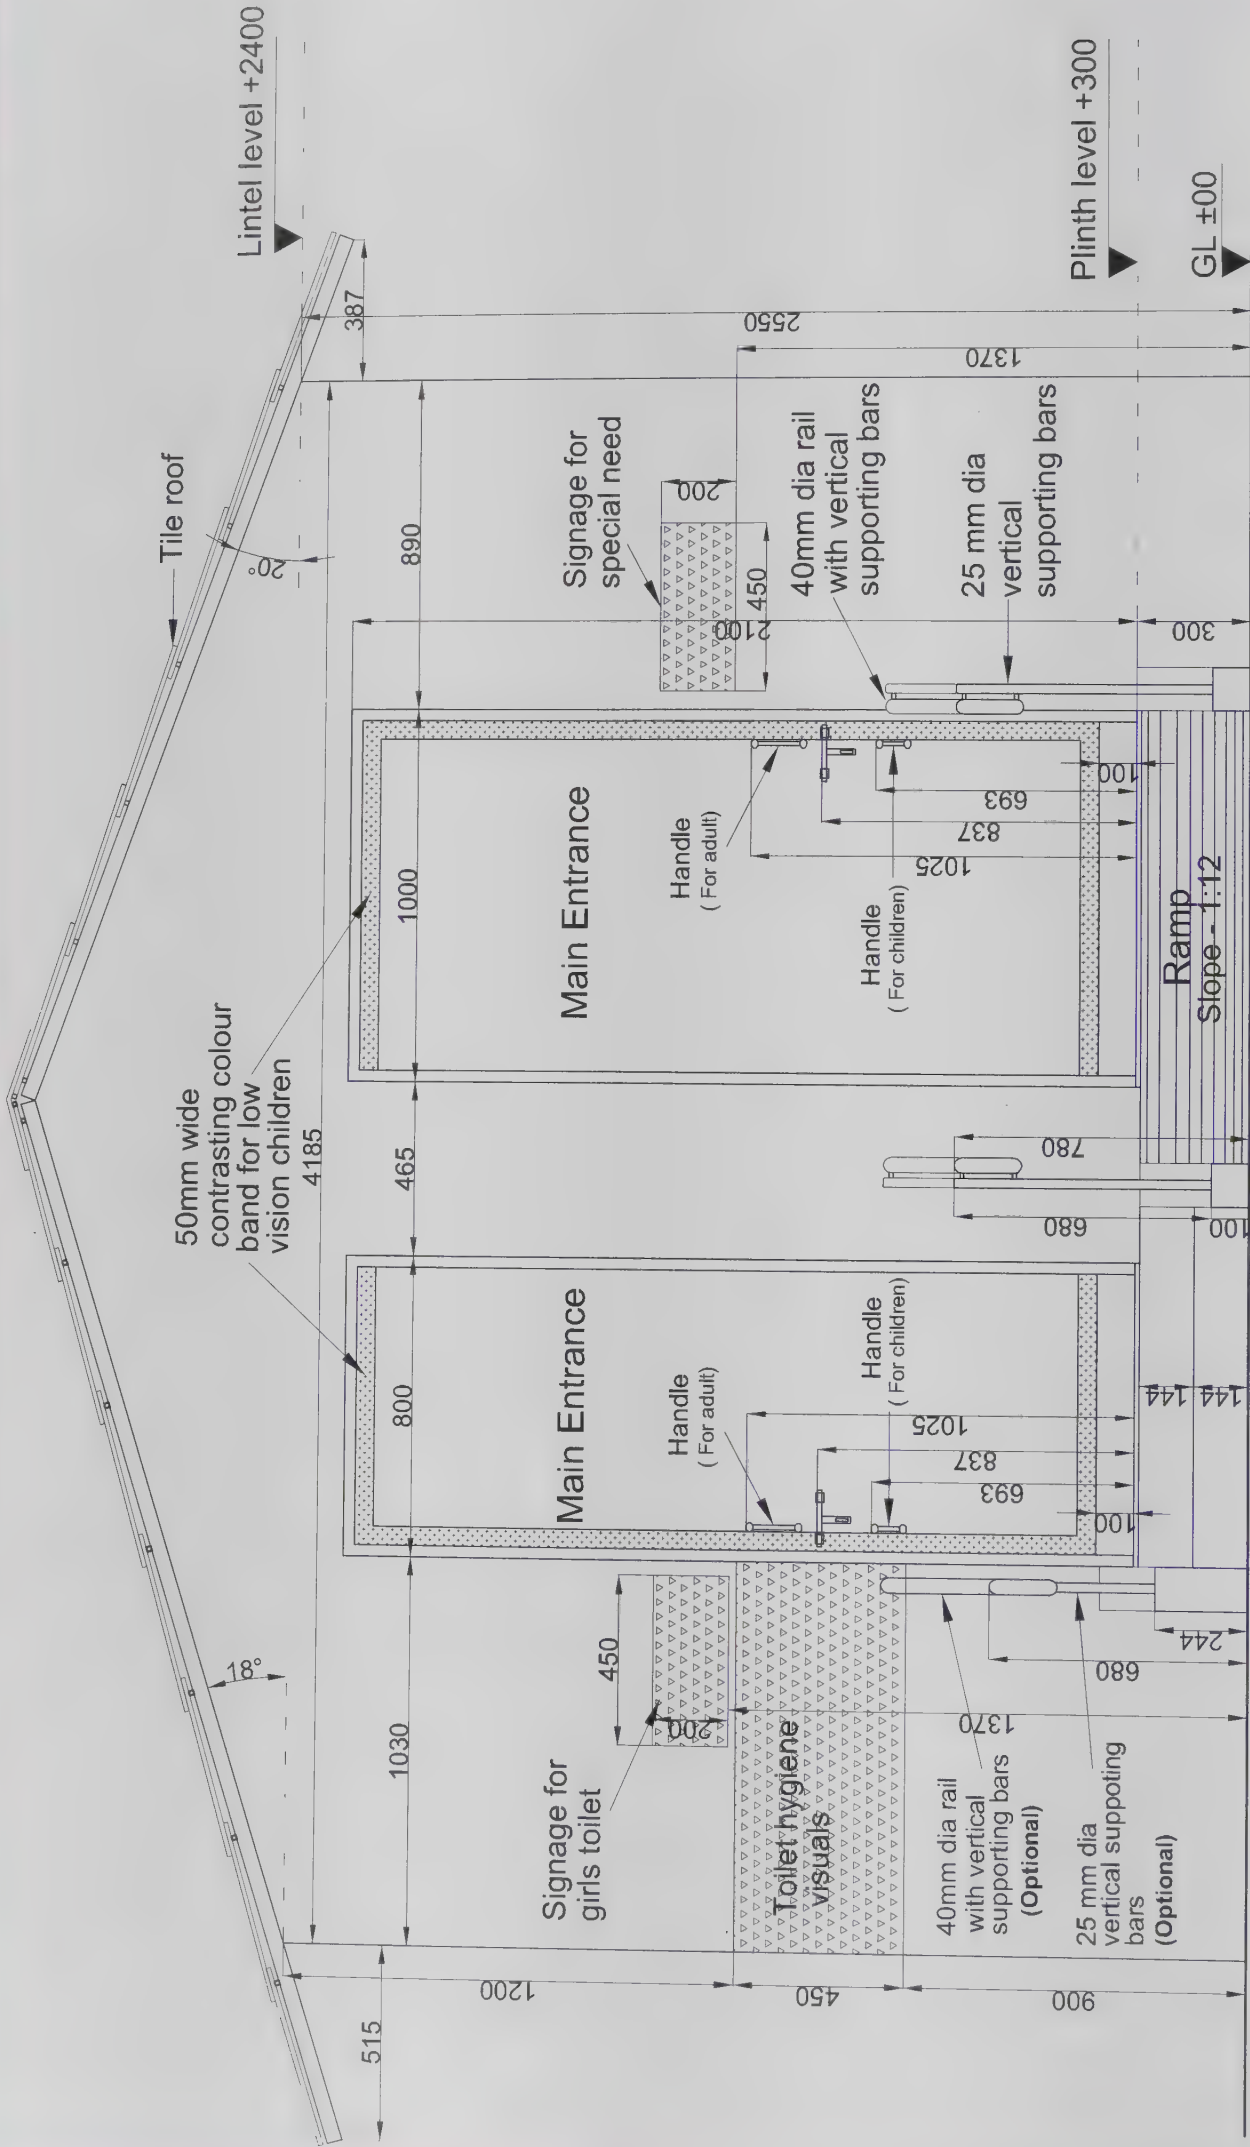 Lintel level +2400
Tile roof
50mm wide
contrasting colour
band for low
vision children
20°
18°
387
4185
515
1030
800
465
1000
890
2550
1370
Signage for
special need
200
450
2100
40mm dia rail
with vertical
supporting bars
25 mm dia
vertical
supporting bars
Plinth level +300
300
GL ±00
Main Entrance
Handle
( For adult)
Handle
( For children)
1025
837
693
100
Ramp
Slope - 1:12
780
680
100
Main Entrance
Handle
( For adult)
Handle
( For children)
1025
837
693
100
144
144
Signage for
girls toilet
450
200
Toilet hygiene
visuals
1370
680
244
40mm dia rail
with vertical
supporting bars
(Optional)
25 mm dia
vertical suppoting
bars
(Optional)
1200
450
900